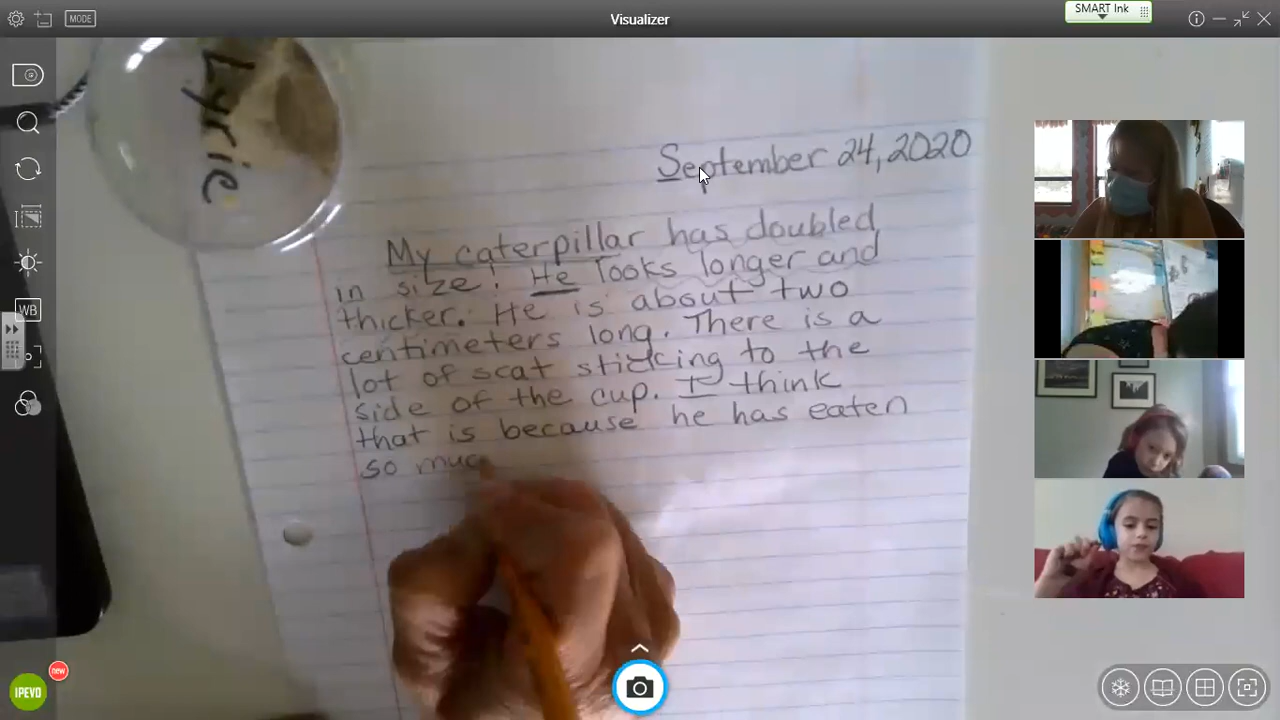 Visualizer
SMART Ink
MODE
Lyric
September 24, 2020
My caterpillar has doubled
in size! He looks longer and
thicker. He is about two
centimeters long. There is a
lot of scat sticking to the
side of the cup. I think
that is because he has eaten
so muc
WB
new
IPEVO